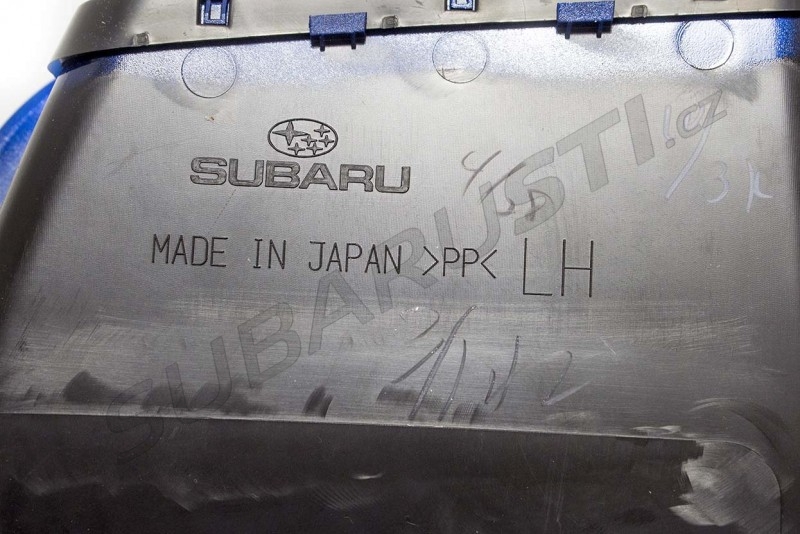 SUBARU
MADE IN JAPAN >PP< LH
SUBARUSTI.cz